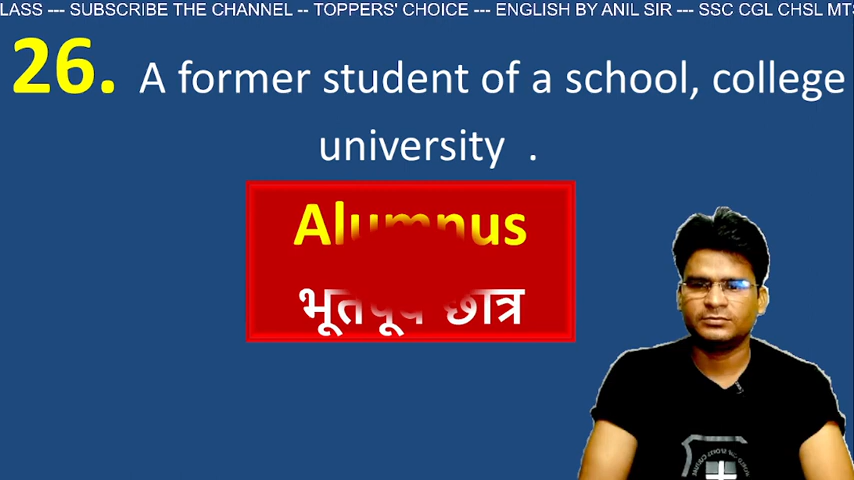 LASS --- SUBSCRIBE THE CHANNEL -- TOPPERS' CHOICE --- ENGLISH BY ANIL SIR --- SSC CGL CHSL MTS
26. A former student of a school, college
university .
Alumnus
भूतपूर्व छात्र